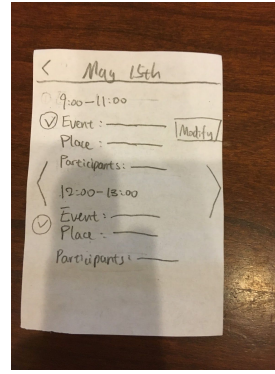 < May 15th
9:00-11:00
Event:
Modify
Place:
Participants:
12:00-13:00
Event:
Place:
Participants: